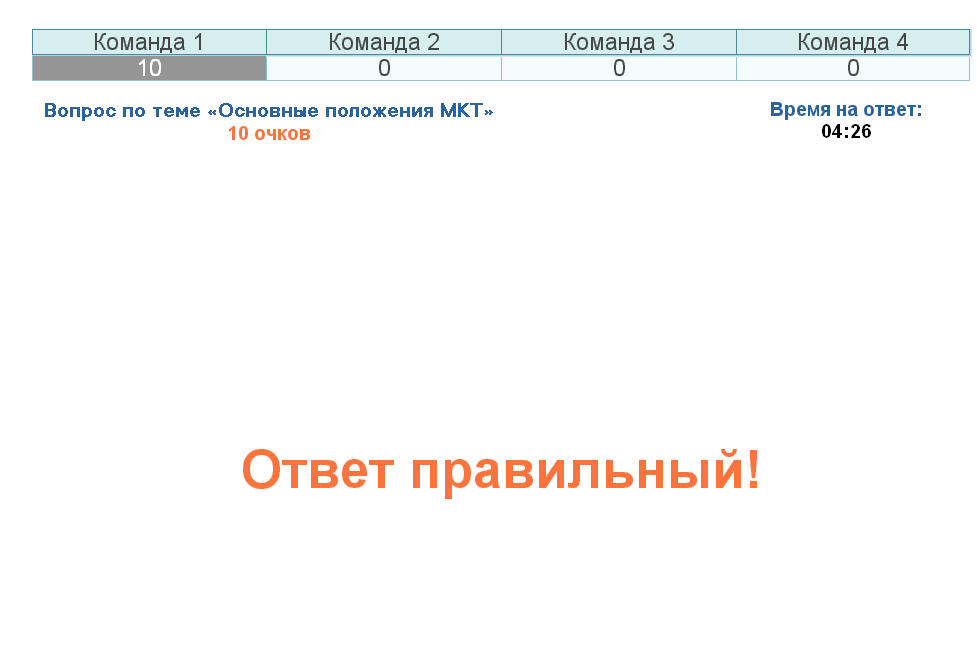 Команда 1 Команда 2 Команда 3 Команда 4
10 0 0 0
Вопрос по теме «Основные положения МКТ» Время на ответ:
10 очков 04:26
Ответ правильный!